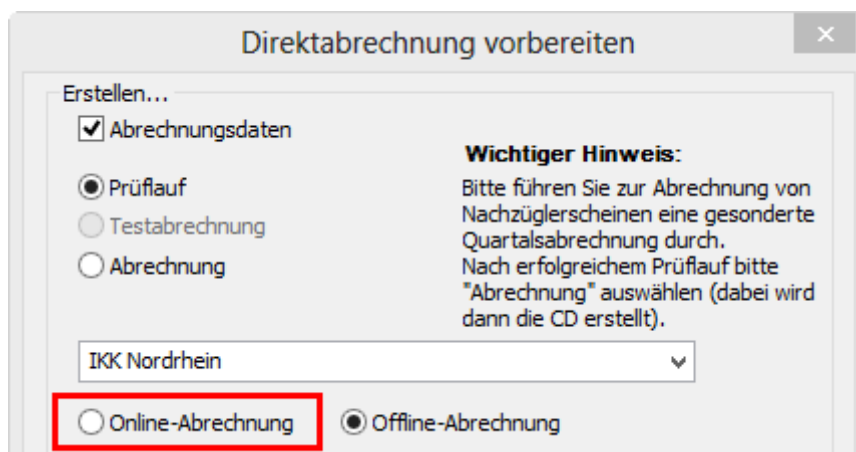 Direktabrechnung vorbereiten
Erstellen...
Abrechnungsdaten
Wichtiger Hinweis:
Prüflauf
Testabrechnung
Abrechnung
Bitte führen Sie zur Abrechnung von
Nachzüglerscheinen eine gesonderte
Quartalsabrechnung durch.
Nach erfolgreichem Prüflauf bitte
"Abrechnung" auswählen (dabei wird
dann die CD erstellt).
IKK Nordrhein
Online-Abrechnung
Offline-Abrechnung